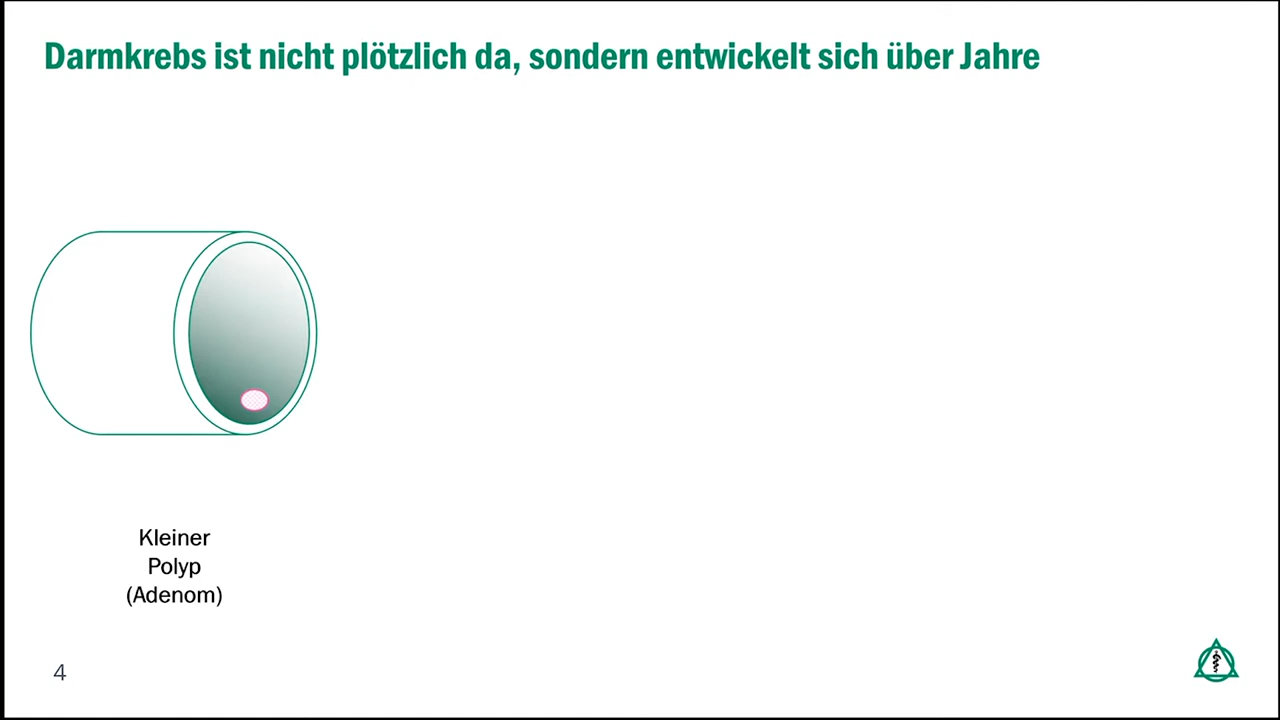 Darmkrebs ist nicht plötzlich da, sondern entwickelt sich über Jahre
Kleiner
Polyp
(Adenom)
4